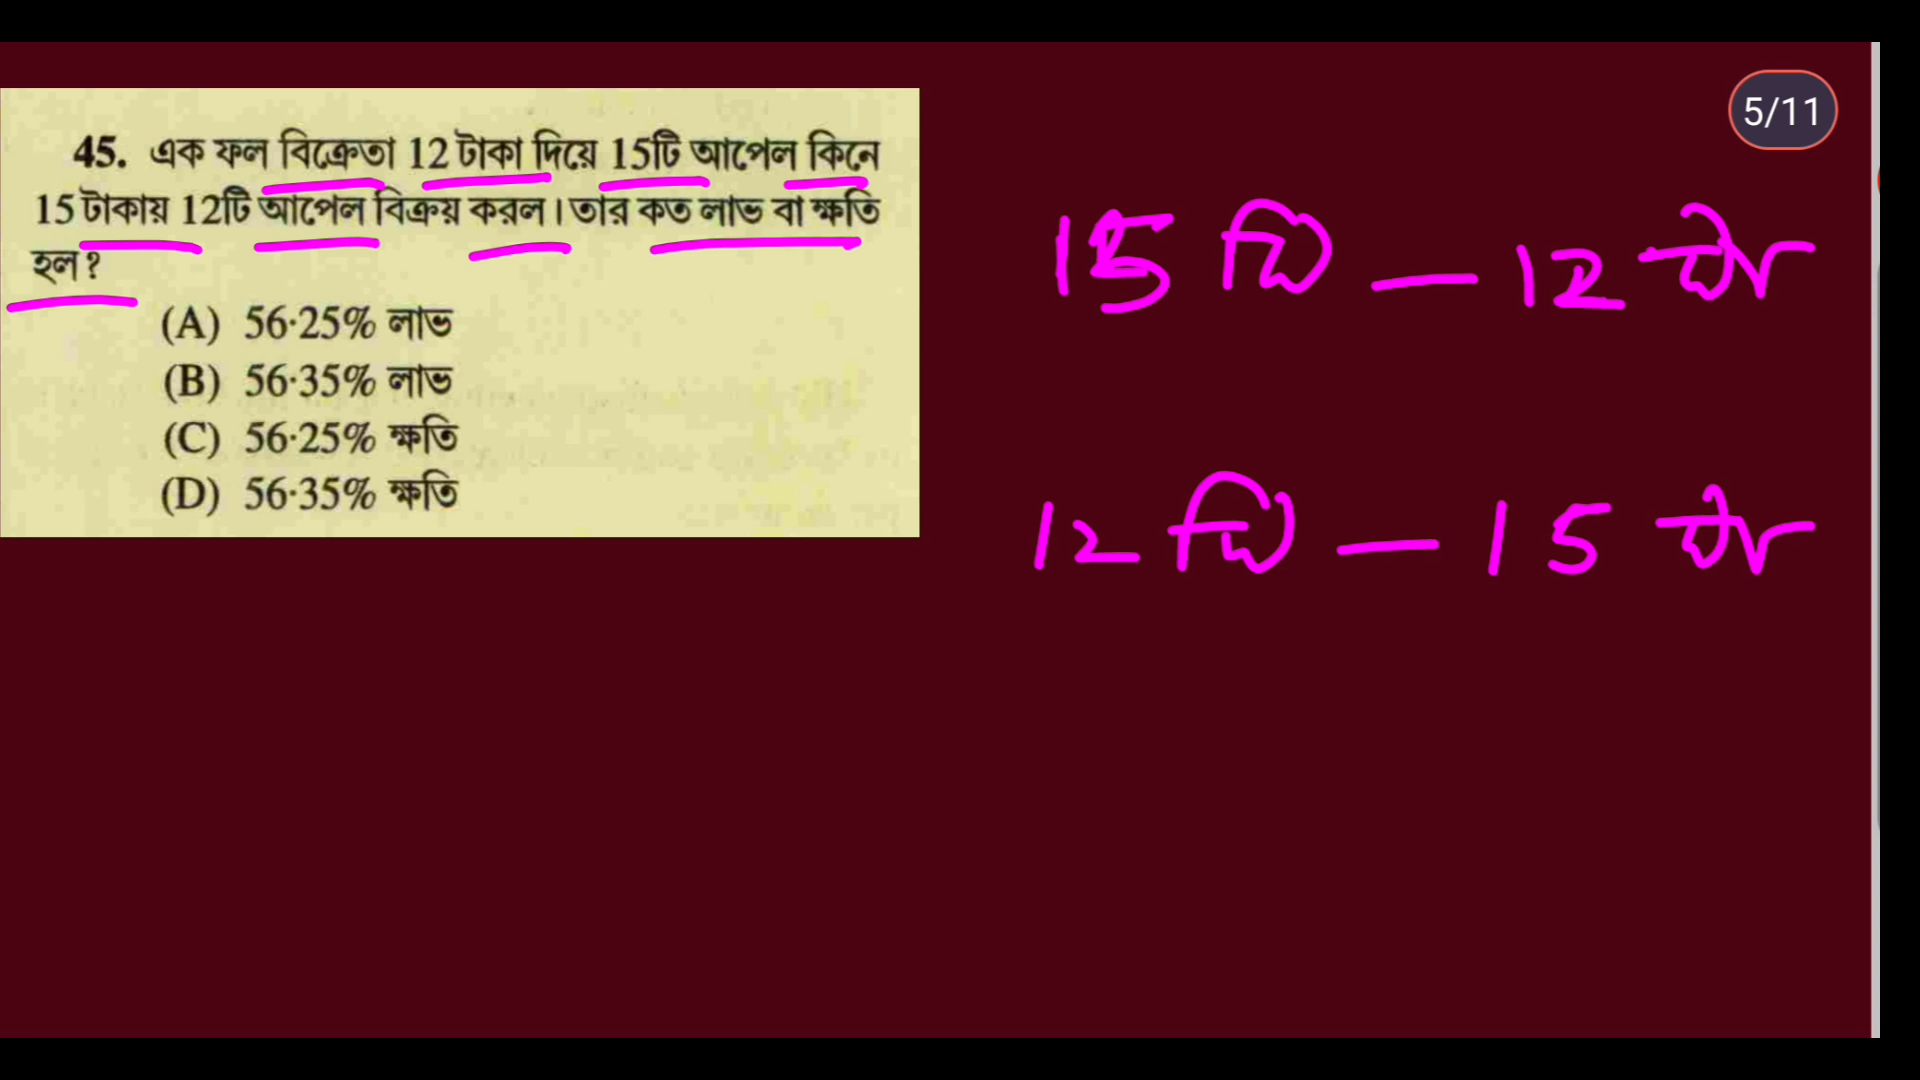 45. এক ফল বিক্রেতা 12 টাকা দিয়ে 15টি আপেল কিনে
15 টাকায় 12টি আপেল বিক্রয় করল। তার কত লাভ বা ক্ষতি
হল?
(A) 56·25% লাভ
(B) 56·35% লাভ
(C) 56·25% ক্ষতি
(D) 56·35% ক্ষতি
5/11
15 টি — 12 টাঃ
12 টি — 15 টাঃ